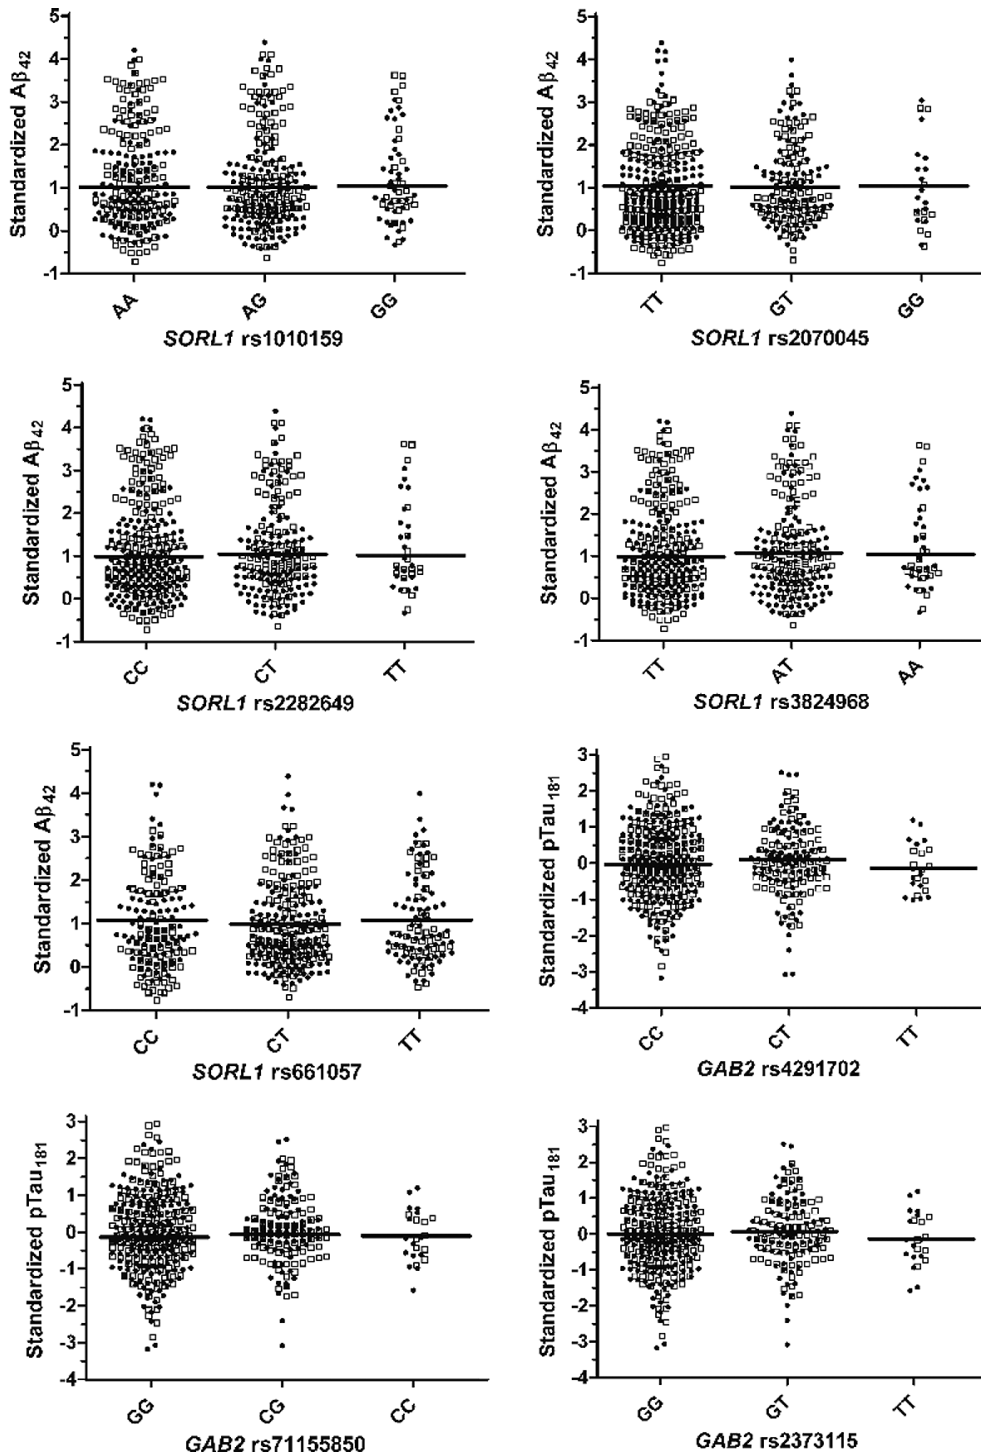 Standardized Aβ42
5
4
3
2
1
0
-1
AA AG GG
SORL1 rs1010159
Standardized Aβ42
5
4
3
2
1
0
-1
TT GT GG
SORL1 rs2070045
Standardized Aβ42
5
4
3
2
1
0
-1
CC CT TT
SORL1 rs2282649
Standardized Aβ42
5
4
3
2
1
0
-1
TT AT AA
SORL1 rs3824968
Standardized Aβ42
5
4
3
2
1
0
-1
CC CT TT
SORL1 rs661057
Standardized pTau181
3
2
1
0
-1
-2
-3
-4
CC CT TT
GAB2 rs4291702
Standardized pTau181
3
2
1
0
-1
-2
-3
-4
GG CG CC
GAB2 rs71155850
Standardized pTau181
3
2
1
0
-1
-2
-3
-4
GG GT TT
GAB2 rs2373115